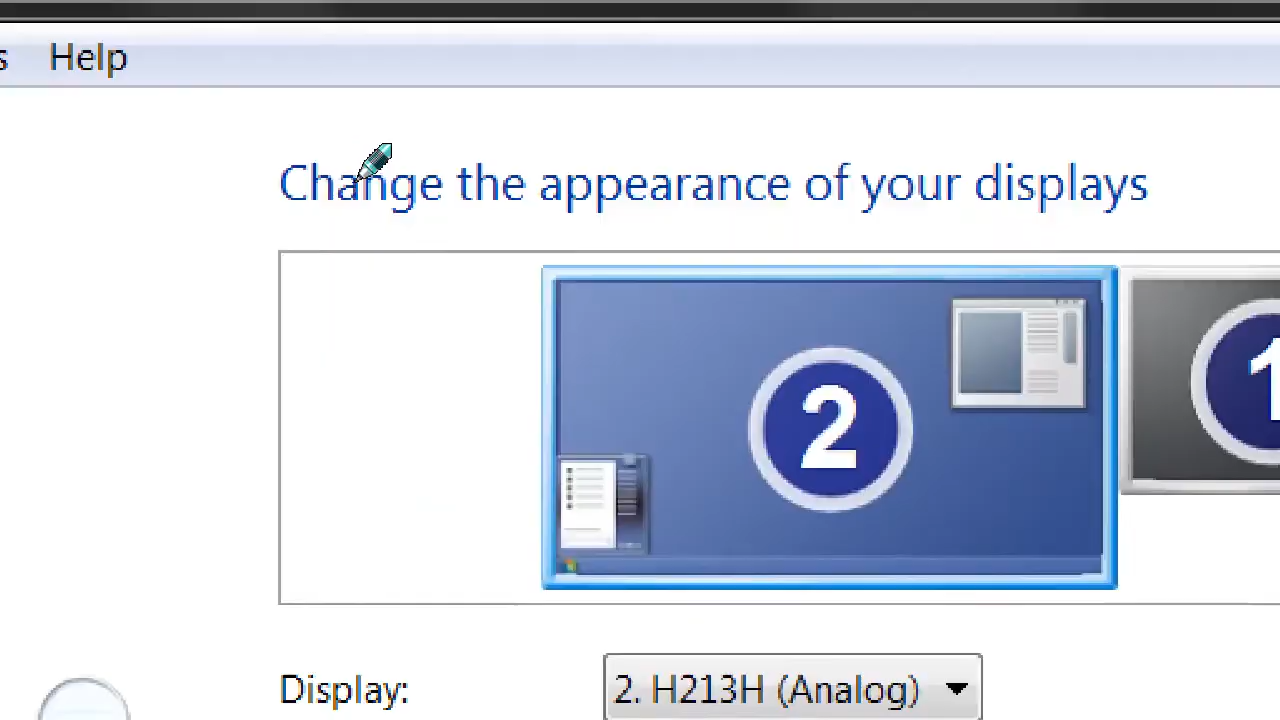 s Help
Change the appearance of your displays
2
1
Display: 2. H213H (Analog)